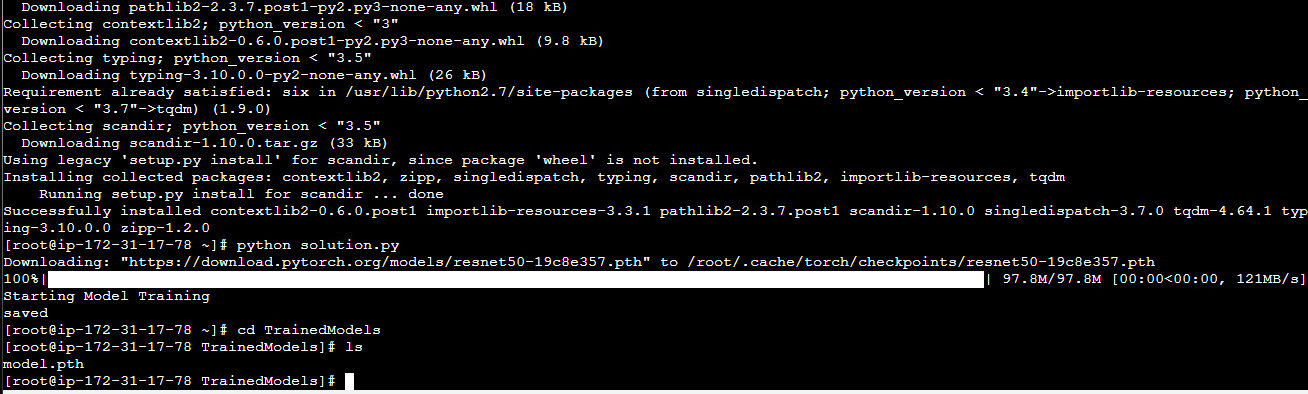 Downloading pathlib2-2.3.7.post1-py2.py3-none-any.whl (18 kB)
Collecting contextlib2; python_version < "3"
  Downloading contextlib2-0.6.0.post1-py2.py3-none-any.whl (9.8 kB)
Collecting typing; python_version < "3.5"
  Downloading typing-3.10.0.0-py2-none-any.whl (26 kB)
Requirement already satisfied: six in /usr/lib/python2.7/site-packages (from singledispatch; python_version < "3.4"->importlib-resources; python_
version < "3.7"->tqdm) (1.9.0)
Collecting scandir; python_version < "3.5"
  Downloading scandir-1.10.0.tar.gz (33 kB)
Using legacy 'setup.py install' for scandir, since package 'wheel' is not installed.
Installing collected packages: contextlib2, zipp, singledispatch, typing, scandir, pathlib2, importlib-resources, tqdm
    Running setup.py install for scandir ... done
Successfully installed contextlib2-0.6.0.post1 importlib-resources-3.3.1 pathlib2-2.3.7.post1 scandir-1.10.0 singledispatch-3.7.0 tqdm-4.64.1 typ
ing-3.10.0.0 zipp-1.2.0
[root@ip-172-31-17-78 ~]# python solution.py
Downloading: "https://download.pytorch.org/models/resnet50-19c8e357.pth" to /root/.cache/torch/checkpoints/resnet50-19c8e357.pth
100%| | 97.8M/97.8M [00:00<00:00, 121MB/s]
Starting Model Training
saved
[root@ip-172-31-17-78 ~]# cd TrainedModels
[root@ip-172-31-17-78 TrainedModels]# ls
model.pth
[root@ip-172-31-17-78 TrainedModels]#